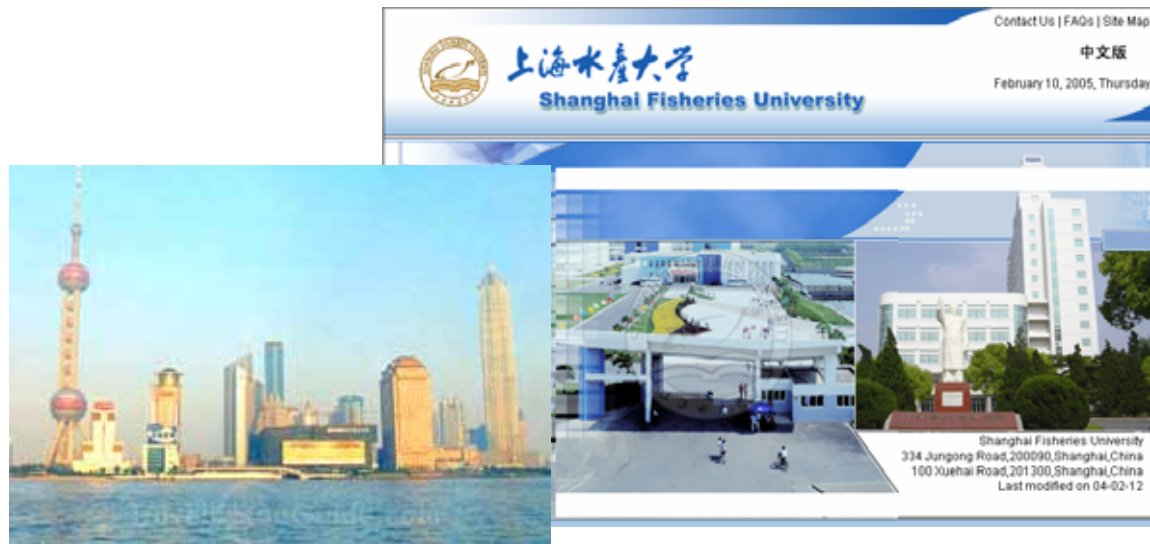 Contact Us | FAQs | Site Map
中文版
February 10, 2005, Thursday
上海水产大学
Shanghai Fisheries University
Shanghai Fisheries University
334 Jungong Road,200090,Shanghai,China
100 Xuehai Road,201300,Shanghai,China
Last modified on 04-02-12